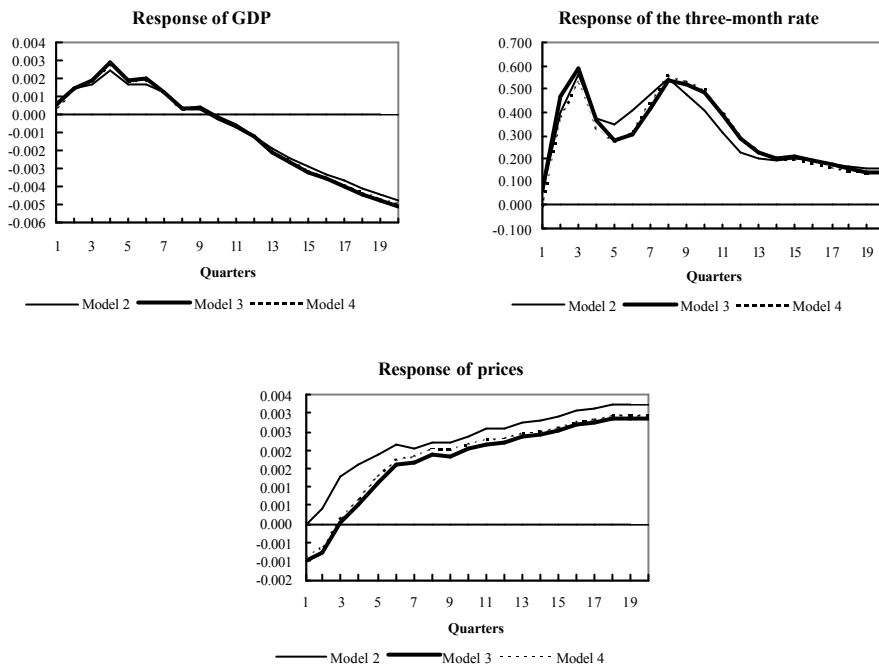 Response of GDP
0.004
0.003
0.002
0.001
0.000
-0.001
-0.002
-0.003
-0.004
-0.005
-0.006
1 3 5 7 9 11 13 15 17 19
Quarters
Model 2 Model 3 Model 4
Response of the three-month rate
0.700
0.600
0.500
0.400
0.300
0.200
0.100
0.000
-0.100
1 3 5 7 9 11 13 15 17 19
Quarters
Model 2 Model 3 Model 4
Response of prices
0.004
0.003
0.003
0.002
0.002
0.001
0.001
0.000
-0.001
-0.001
-0.002
1 3 5 7 9 11 13 15 17 19
Quarters
Model 2 Model 3 Model 4